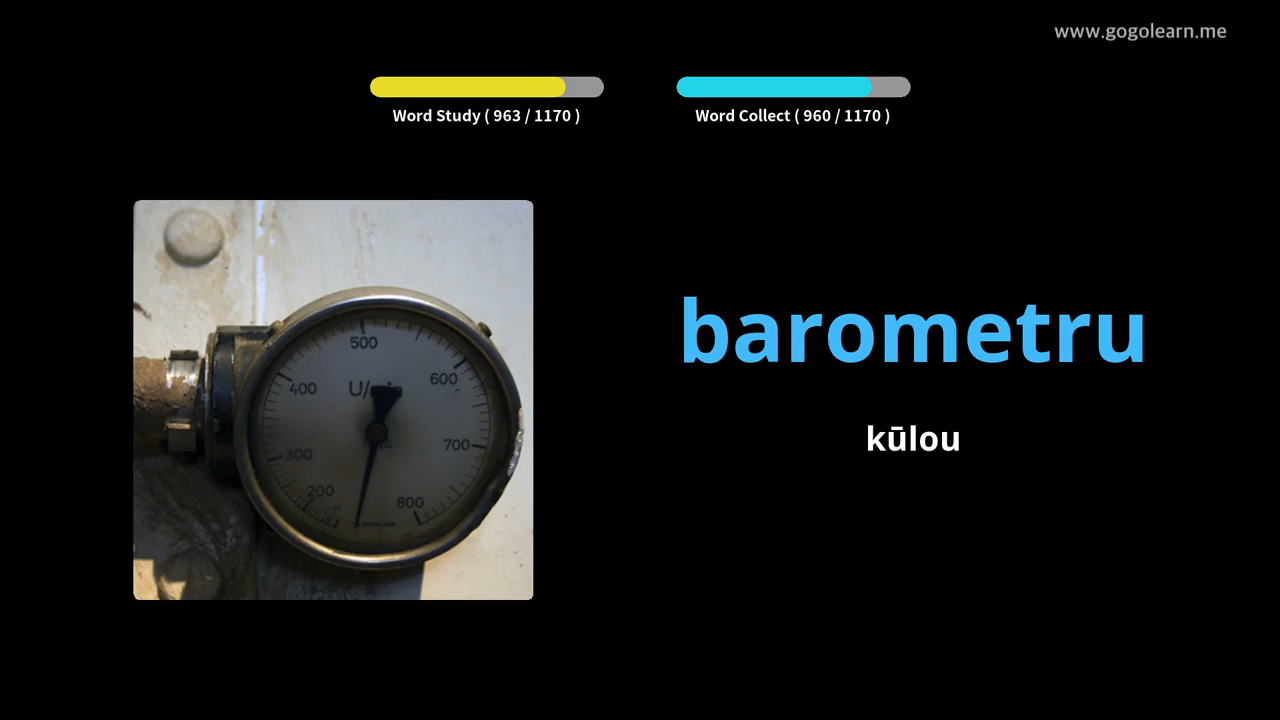 www.gogolearn.me
Word Study ( 963 / 1170 )
Word Collect ( 960 / 1170 )
barometru
kūlou
500
400
600
300
700
200
800